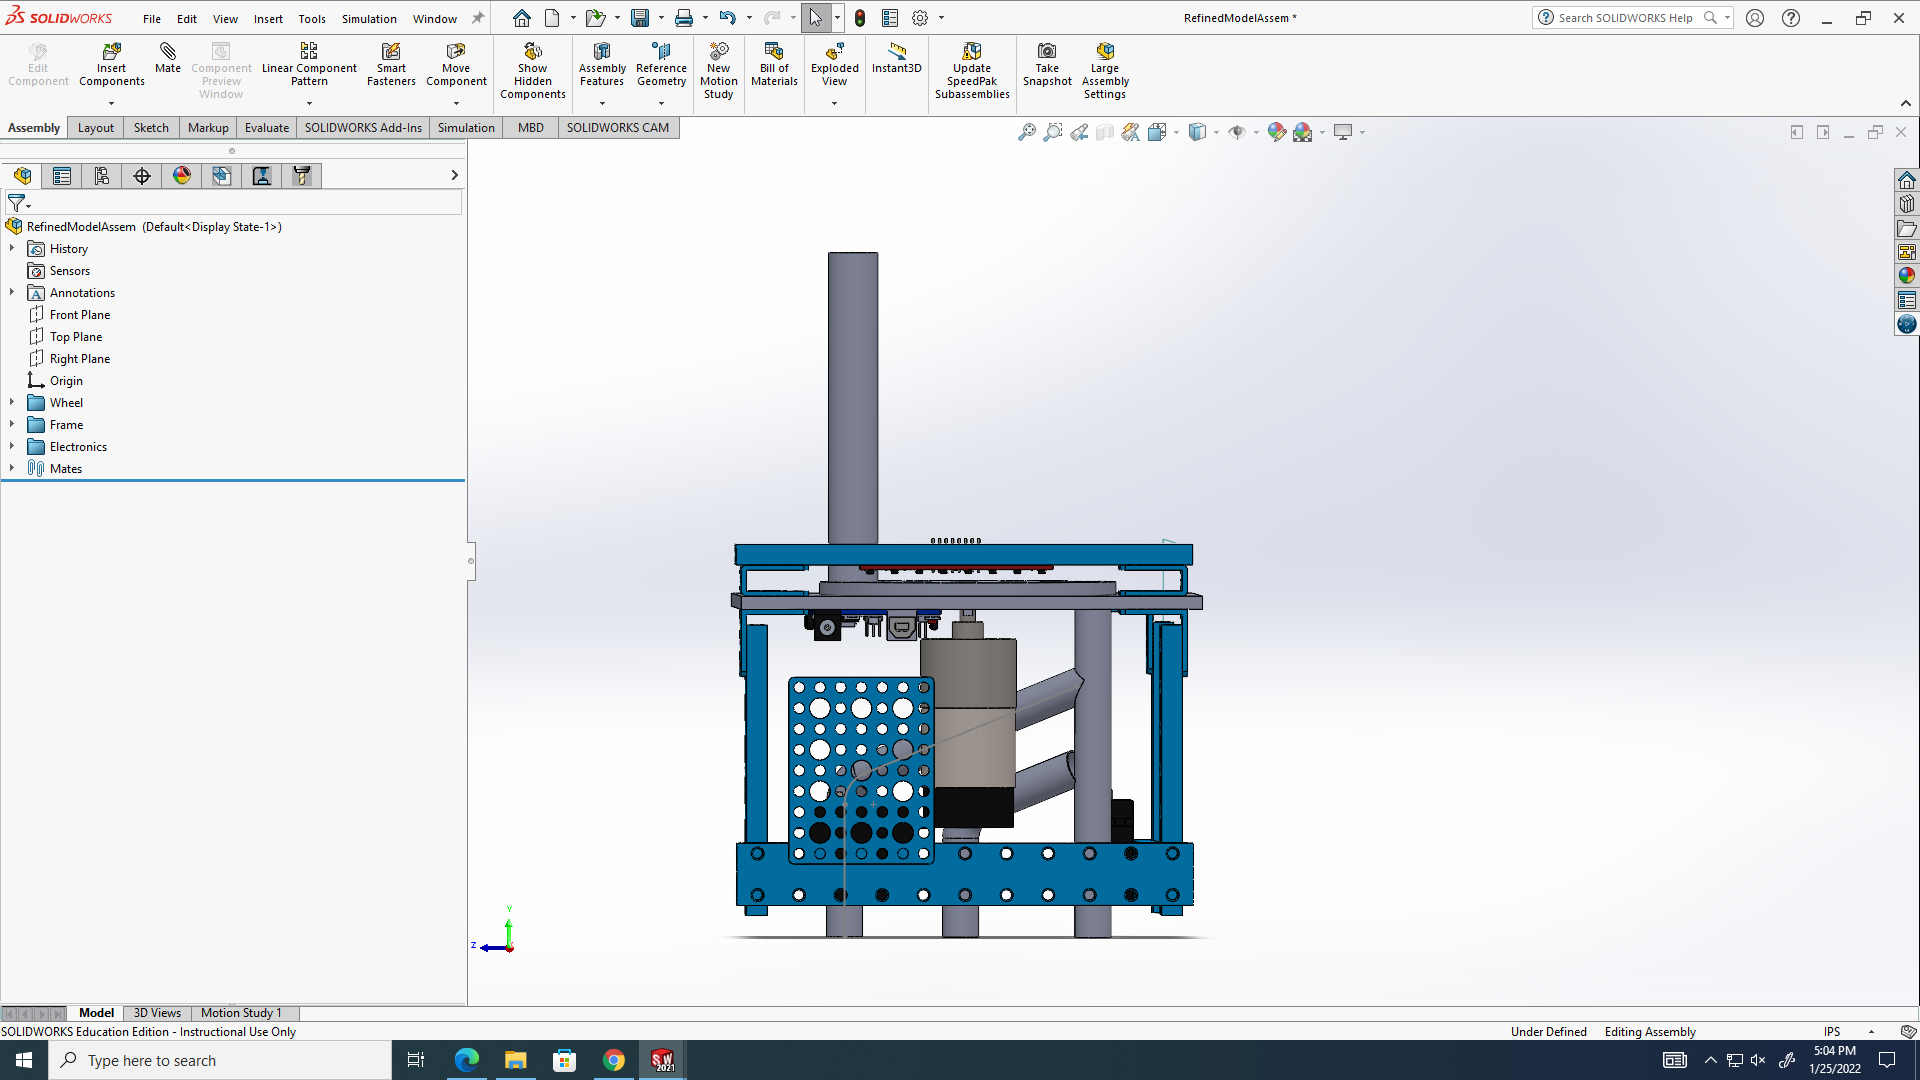 SOLIDWORKS File Edit View Insert Tools Simulation Window RefinedModelAssem * Search SOLIDWORKS Help
Edit Component
Insert Components
Mate
Component Preview Window
Linear Component Pattern
Smart Fasteners
Move Component
Show Hidden Components
Assembly Features
Reference Geometry
New Motion Study
Bill of Materials
Exploded View
Instant3D
Update SpeedPak Subassemblies
Take Snapshot
Large Assembly Settings
Assembly Layout Sketch Markup Evaluate SOLIDWORKS Add-Ins Simulation MBD SOLIDWORKS CAM
RefinedModelAssem (Default<Display State-1>)
History
Sensors
Annotations
Front Plane
Top Plane
Right Plane
Origin
Wheel
Frame
Electronics
Mates
Y
Z
Model 3D Views Motion Study 1
SOLIDWORKS Education Edition - Instructional Use Only Under Defined Editing Assembly IPS
Type here to search
SW 2021
5:04 PM
1/25/2022